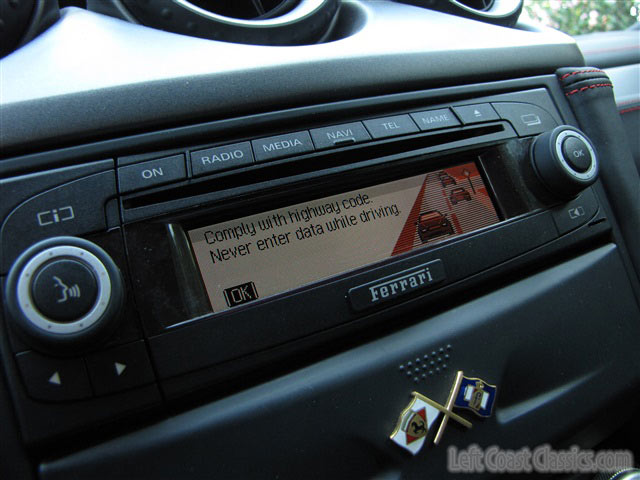 ON
RADIO
MEDIA
NAVI
TEL
NAME
OK
Comply with highway code.
Never enter data while driving.
OK
Ferrari
Left Coast Classics.com